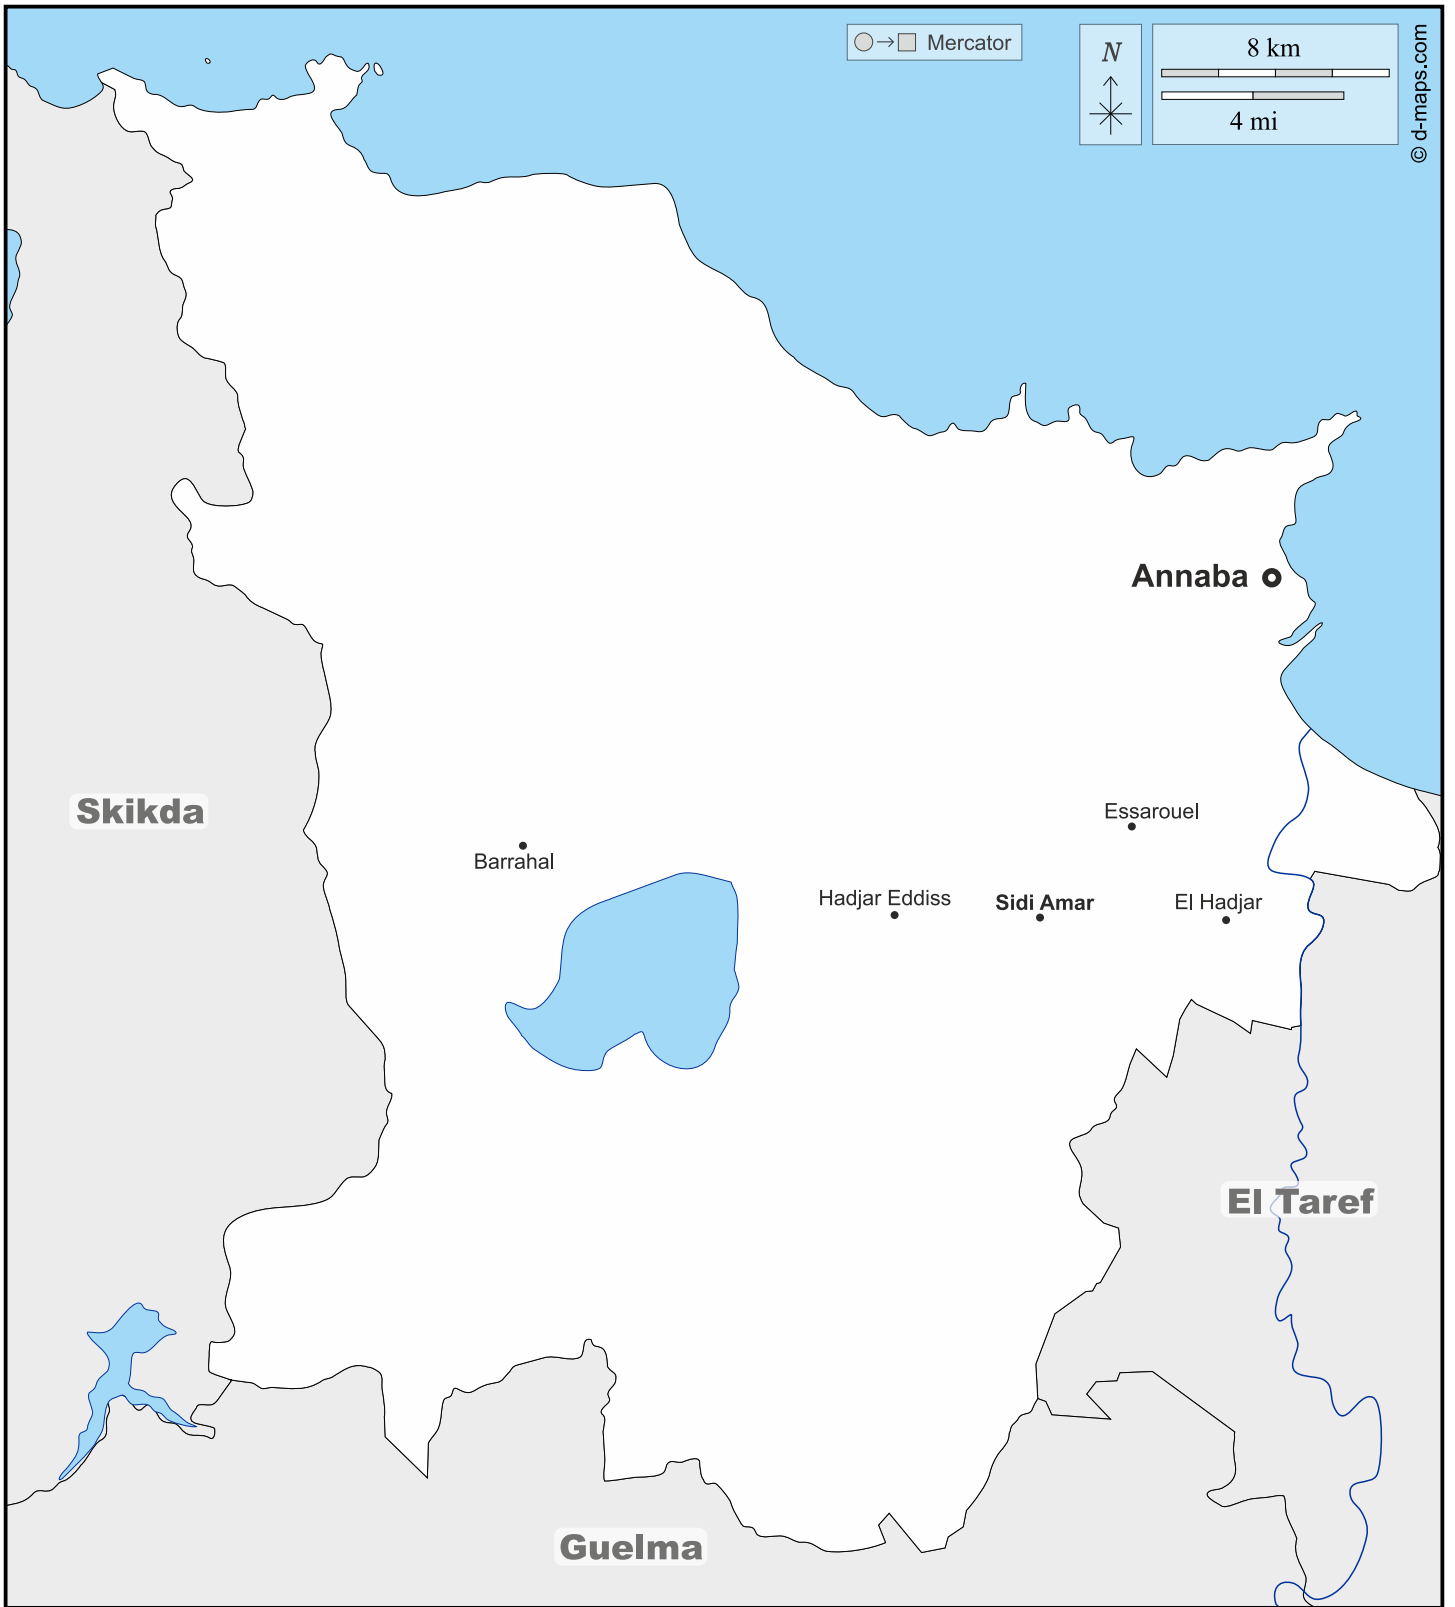 Mercator
N
8 km
4 mi
© d-maps.com
Annaba
Skikda
Essarouel
Barrahal
Hadjar Eddiss
Sidi Amar
El Hadjar
El Taref
Guelma